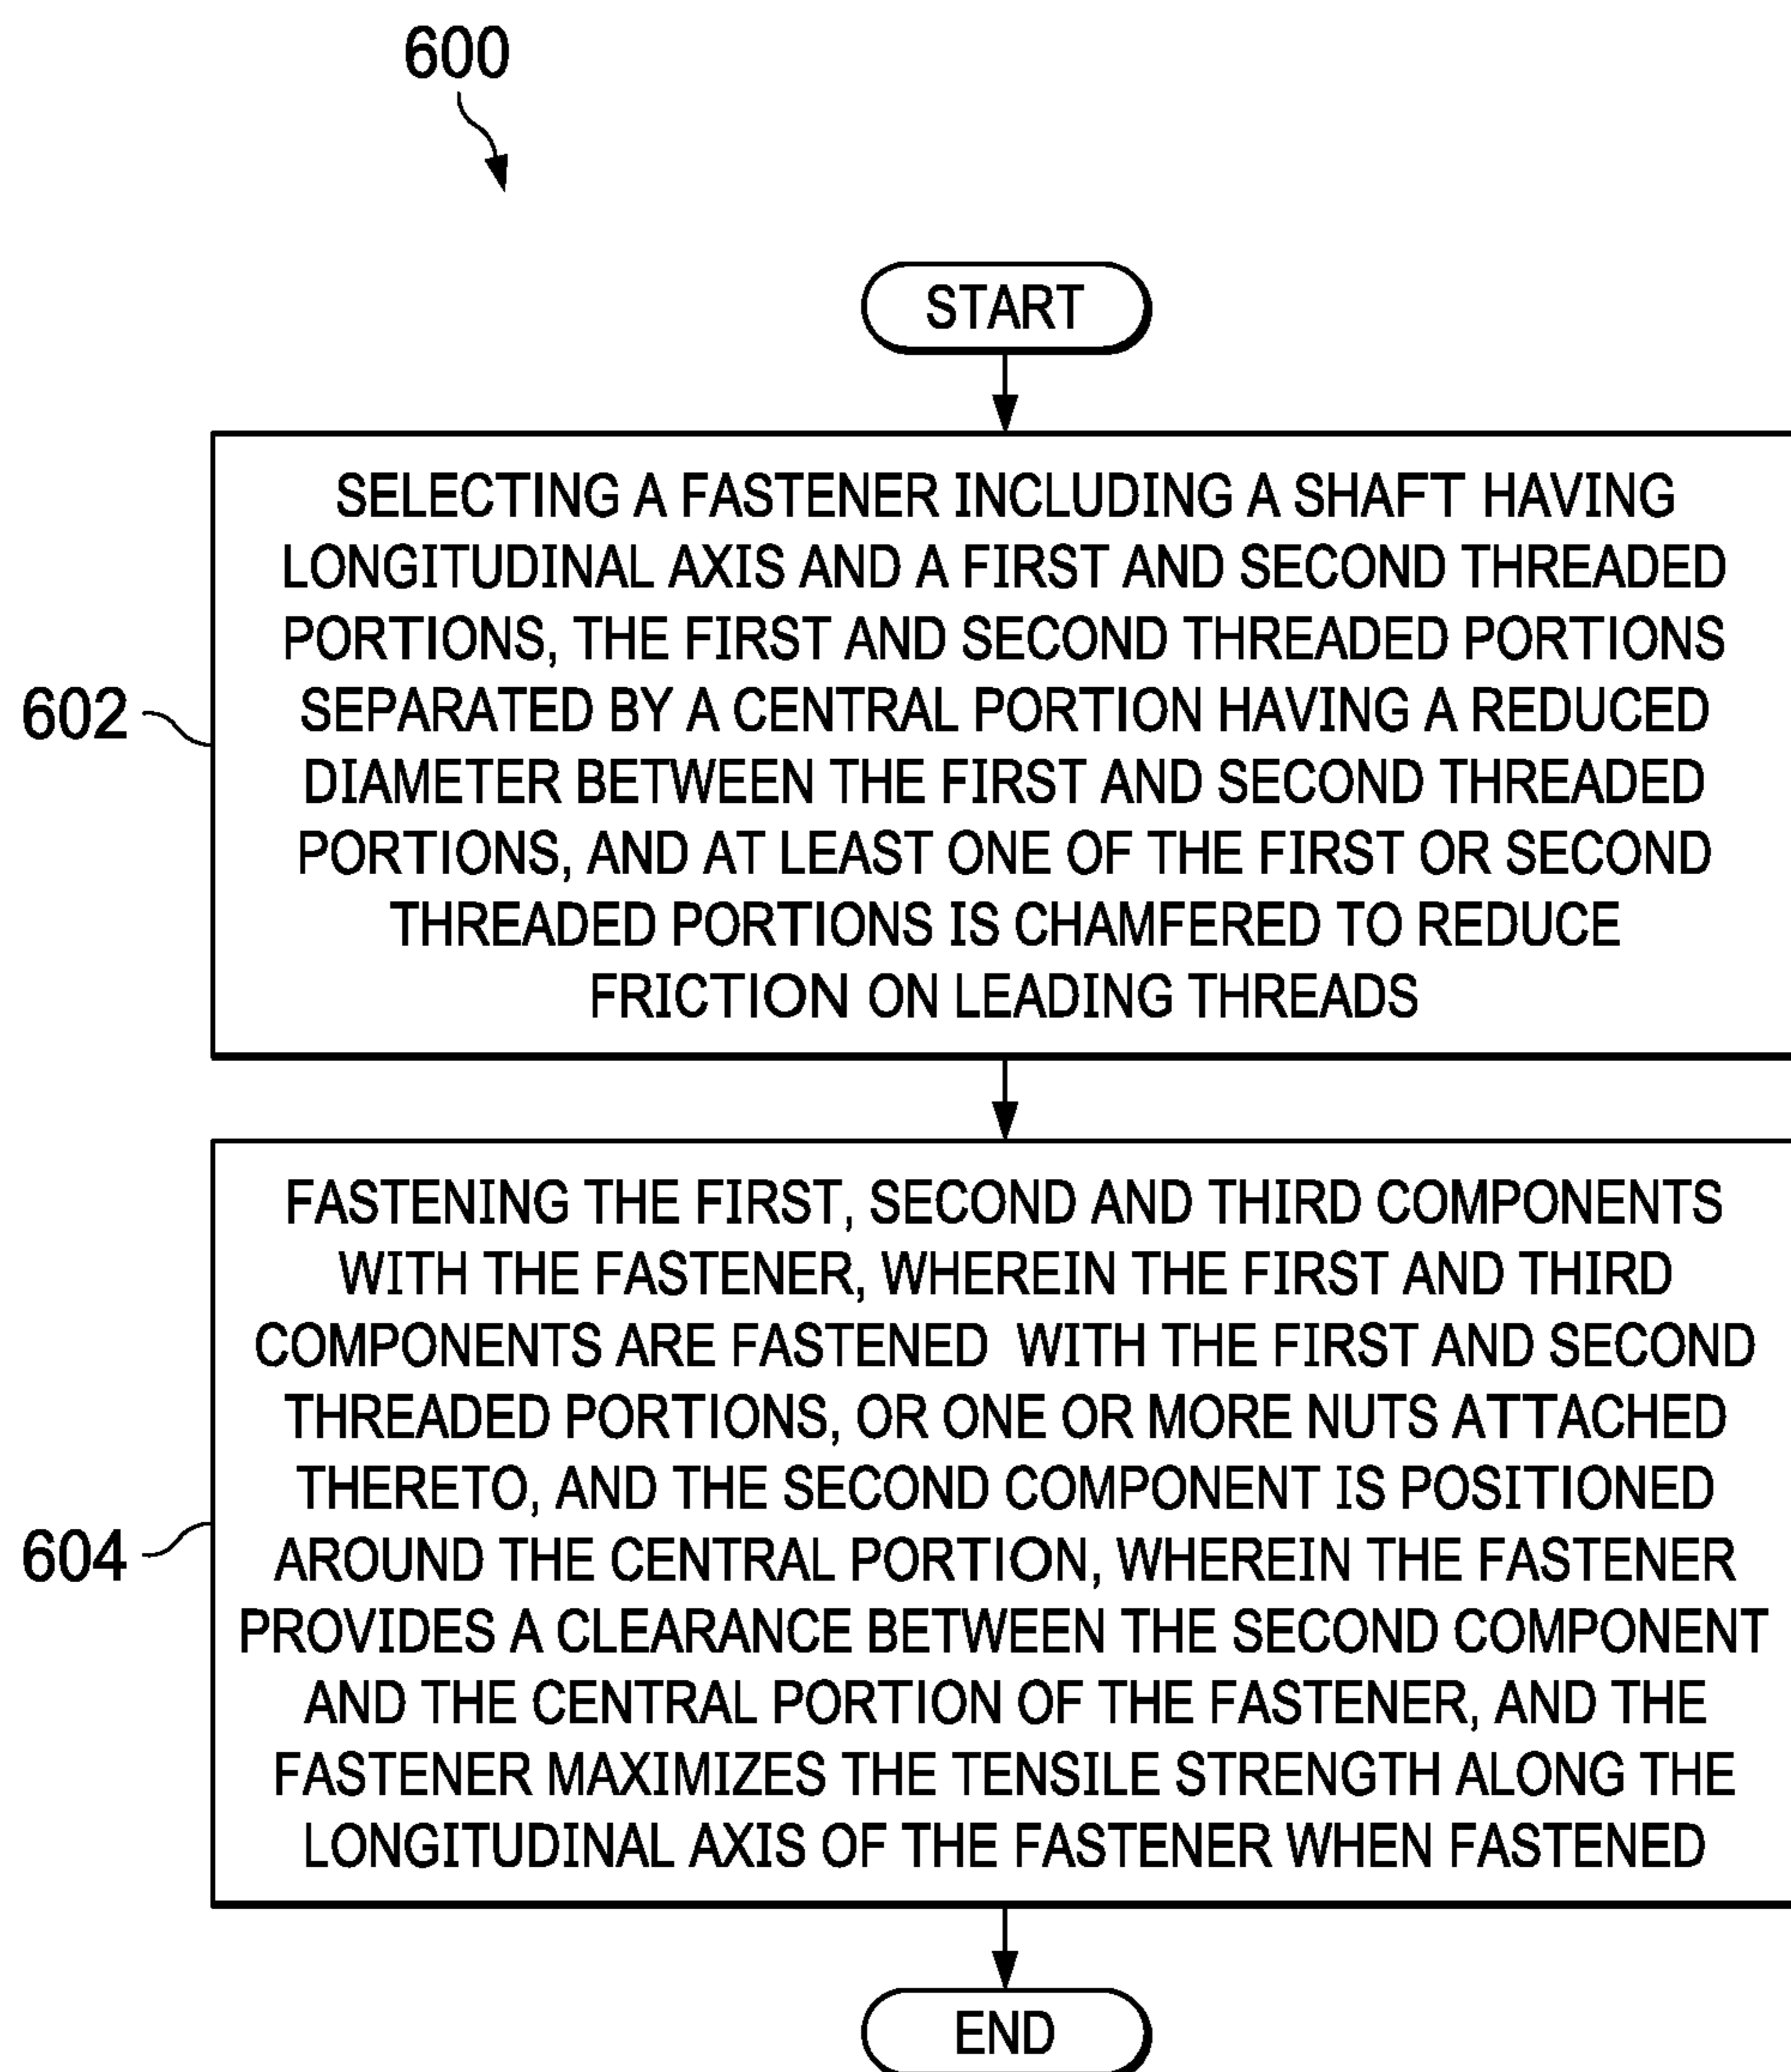 600
START
SELECTING A FASTENER INCLUDING A SHAFT HAVING
LONGITUDINAL AXIS AND A FIRST AND SECOND THREADED
PORTIONS, THE FIRST AND SECOND THREADED PORTIONS
SEPARATED BY A CENTRAL PORTION HAVING A REDUCED
DIAMETER BETWEEN THE FIRST AND SECOND THREADED
PORTIONS, AND AT LEAST ONE OF THE FIRST OR SECOND
THREADED PORTIONS IS CHAMFERED TO REDUCE
FRICTION ON LEADING THREADS
602
FASTENING THE FIRST, SECOND AND THIRD COMPONENTS
WITH THE FASTENER, WHEREIN THE FIRST AND THIRD
COMPONENTS ARE FASTENED WITH THE FIRST AND SECOND
THREADED PORTIONS, OR ONE OR MORE NUTS ATTACHED
THERETO, AND THE SECOND COMPONENT IS POSITIONED
AROUND THE CENTRAL PORTION, WHEREIN THE FASTENER
PROVIDES A CLEARANCE BETWEEN THE SECOND COMPONENT
AND THE CENTRAL PORTION OF THE FASTENER, AND THE
FASTENER MAXIMIZES THE TENSILE STRENGTH ALONG THE
LONGITUDINAL AXIS OF THE FASTENER WHEN FASTENED
604
END